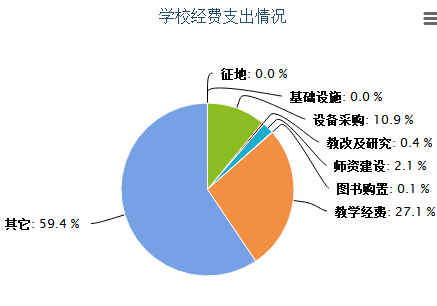 学校经费支出情况
征地: 0.0 %
基础设施: 0.0 %
设备采购: 10.9 %
教改及研究: 0.4 %
师资建设: 2.1 %
图书购置: 0.1 %
教学经费: 27.1 %
其它: 59.4 %